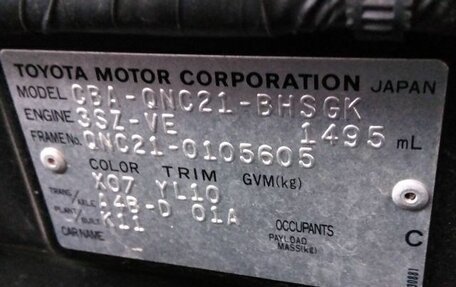 TOYOTA MOTOR CORPORATION JAPAN
MODEL CBA-QNC21-BHSGK
ENGINE 3SZ-VE 1495 mL
FRAME No. QNC21-0105605
COLOR TRIM GVM(kg)
X07 YL10
TRANS/AXLE A4B-D 01A
PLANT/BUILT K11
OCCUPANTS
CAR NAME
PAYLOAD MASS(kg)
C